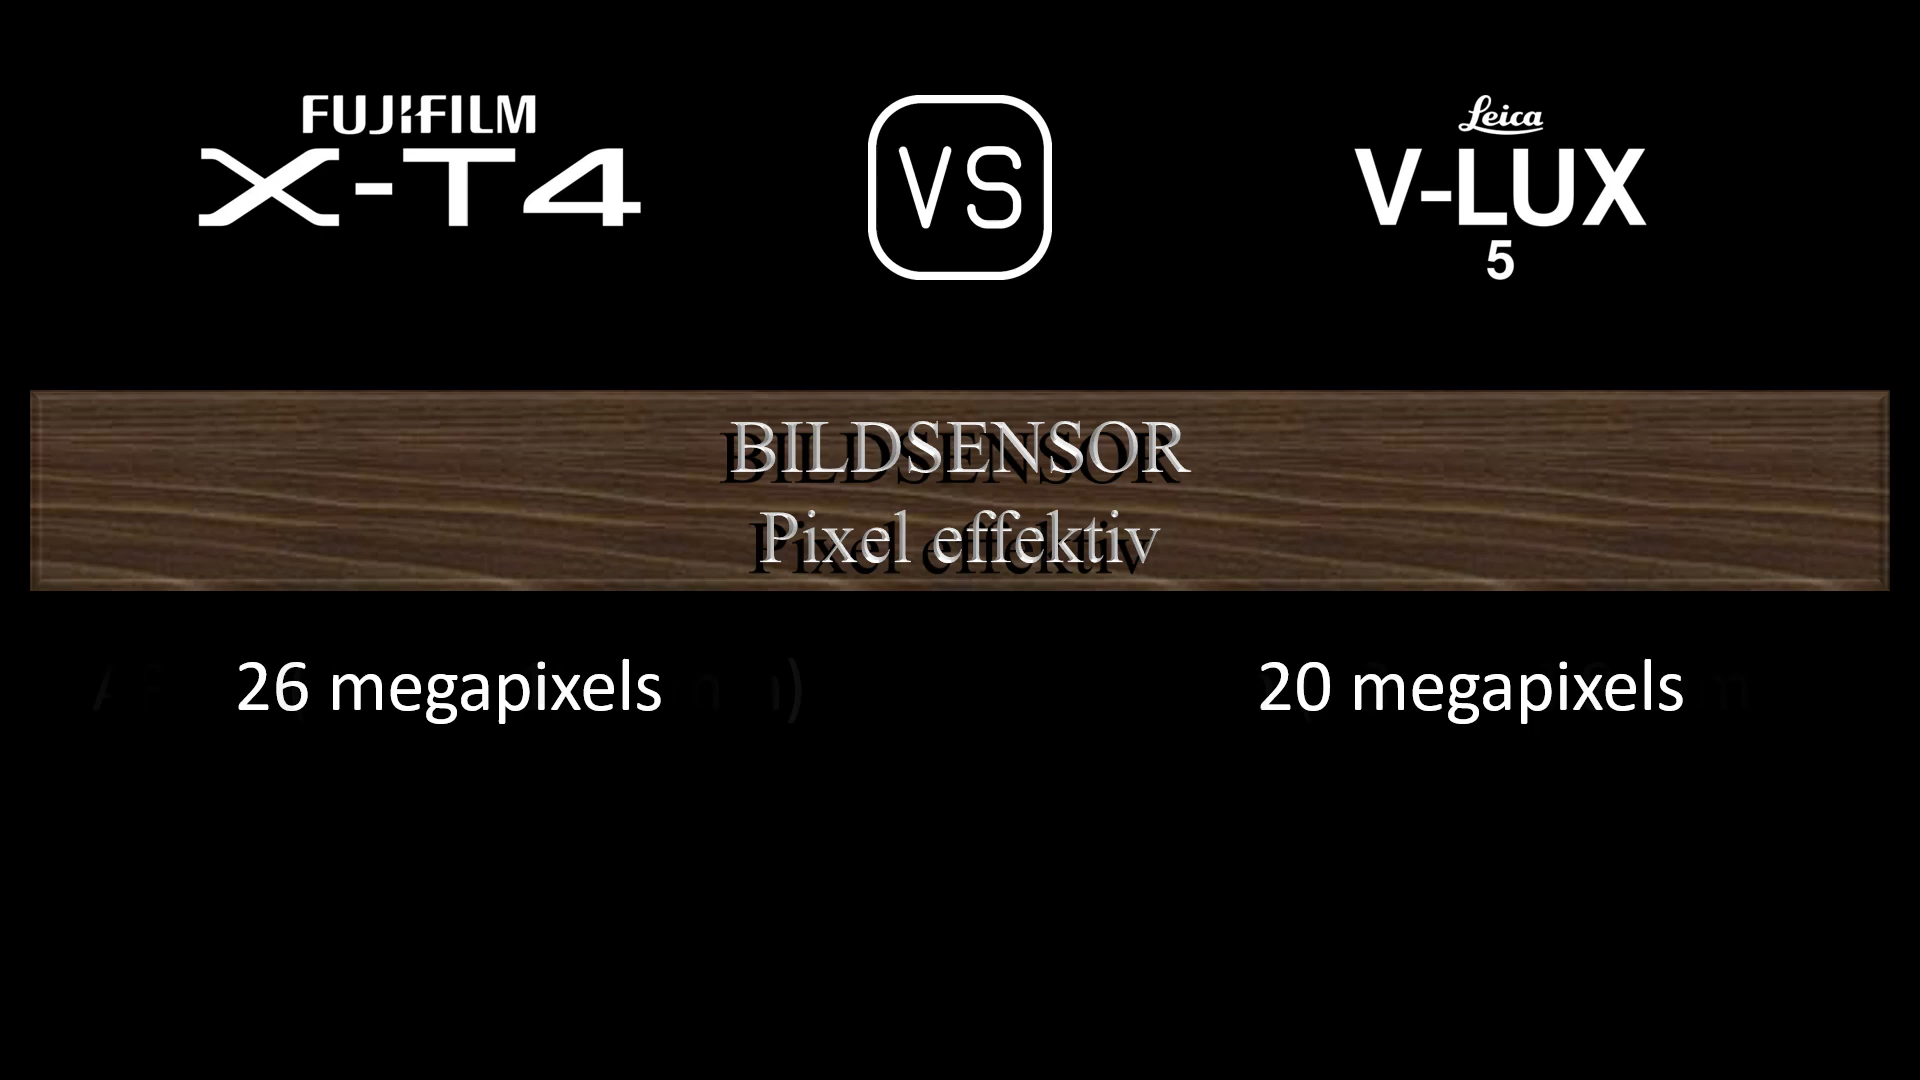 FUJIFILM
X-T4
VS
Leica
V-LUX
5
BILDSENSOR
Pixel effektiv
26 megapixels
20 megapixels